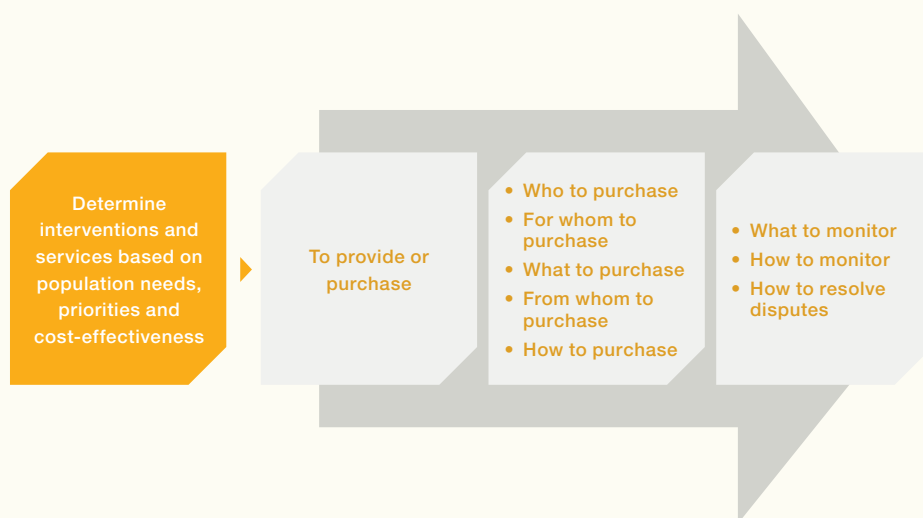 Determine
interventions and
services based on
population needs,
priorities and
cost-effectiveness
To provide or
purchase
• Who to purchase
• For whom to
purchase
• What to purchase
• From whom to
purchase
• How to purchase
• What to monitor
• How to monitor
• How to resolve
disputes